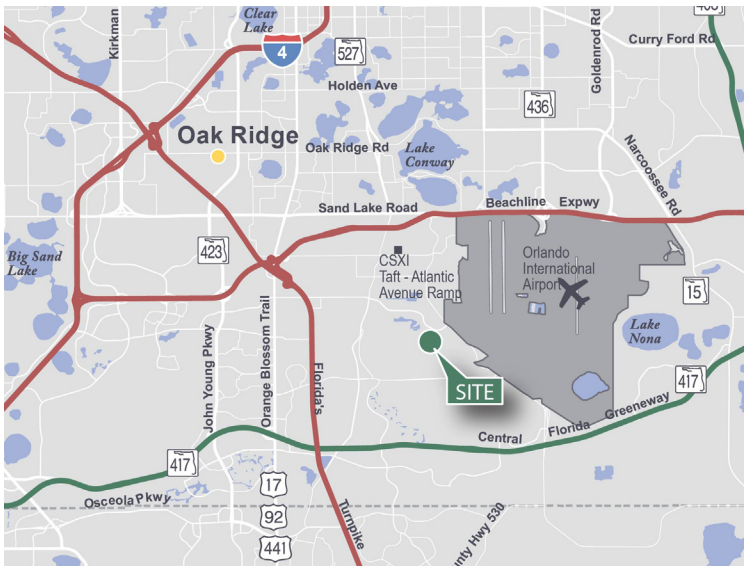 Kirkman
Clear
Lake
4
527
Holden Ave
436
Goldenrod Rd
Curry Ford Rd
Oak Ridge
Oak Ridge Rd
Lake
Conway
Narcoossee Rd
Sand Lake Road
Beachline Expwy
Big Sand
Lake
423
CSXI
Taft - Atlantic
Avenue Ramp
Orlando
International
Airport
15
Lake
Nona
John Young Pkwy
Orange Blossom Trail
Florida's
Turnpike
SITE
417
Central Florida Greeneway
417
Osceola Pkwy
17
92
441
unty Hwy 530